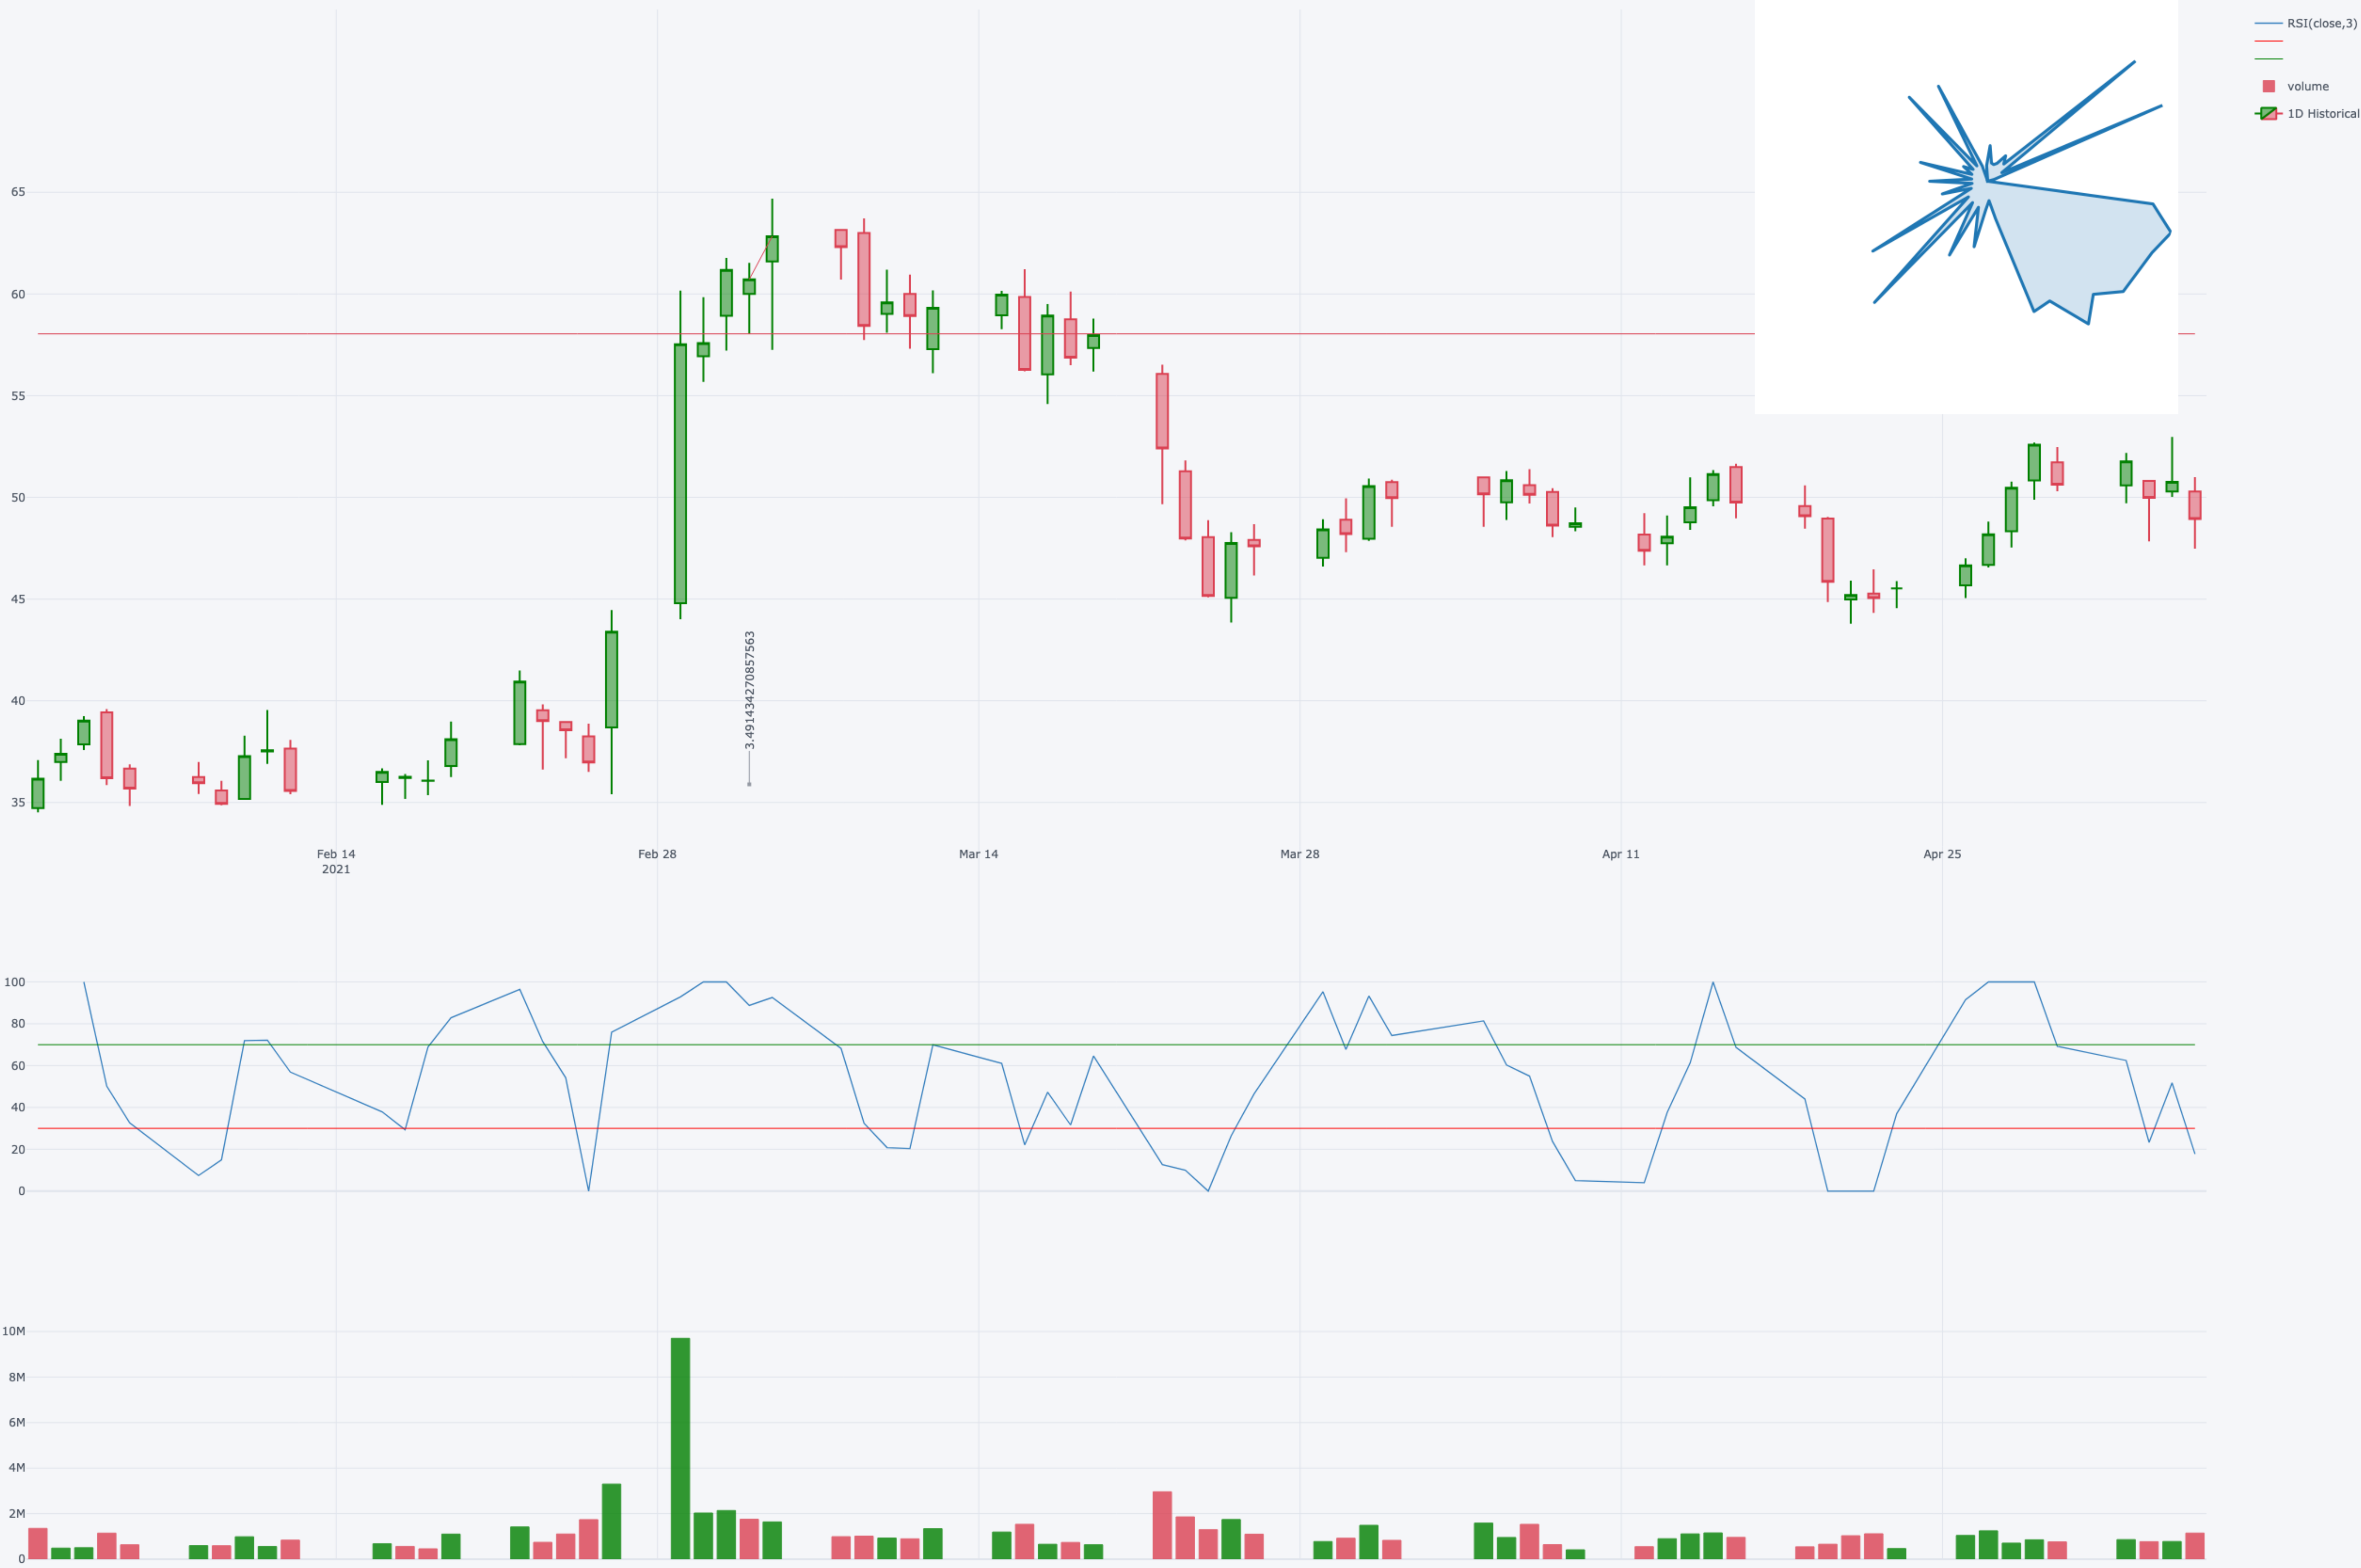 RSI(close,3)
volume
1D Historical
65
60
55
50
45
40
35
3.4914342708575​63
Feb 14
2021
Feb 28
Mar 14
Mar 28
Apr 11
Apr 25
100
80
60
40
20
0
10M
8M
6M
4M
2M
0